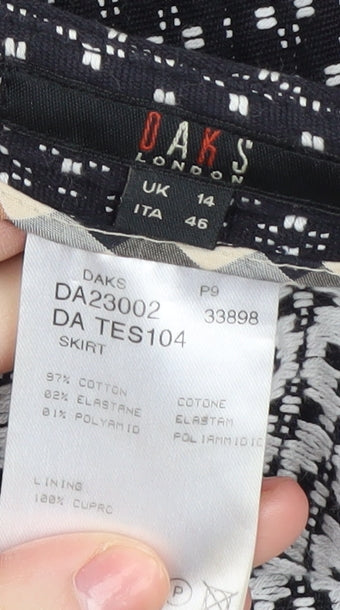 DAKS
LONDON
UK 14
ITA 46
DAKS P9
DA23002 33898
DA TES104
SKIRT
97% COTTON COTONE
02% ELASTANE ELASTAM
01% POLYAMID POLIAMMIDIC
LINING
100% CUPRO
P